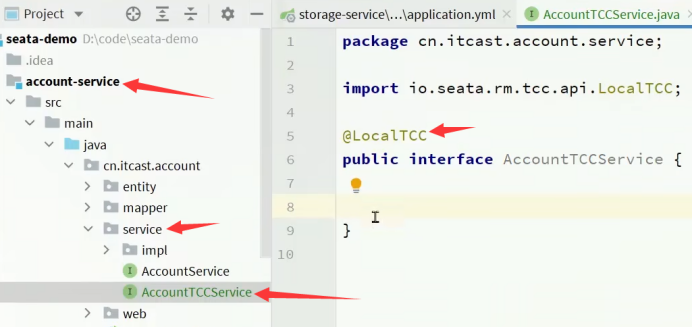 Project
seata-demo D:\code\seata-demo
.idea
account-service
src
main
java
cn.itcast.account
entity
mapper
service
impl
AccountService
AccountTCCService
web
storage-service\...\application.yml
AccountTCCService.java
1 package cn.itcast.account.service;
2
3 import io.seata.rm.tcc.api.LocalTCC;
4
5 @LocalTCC
6 public interface AccountTCCService {
7
8
9 }
10